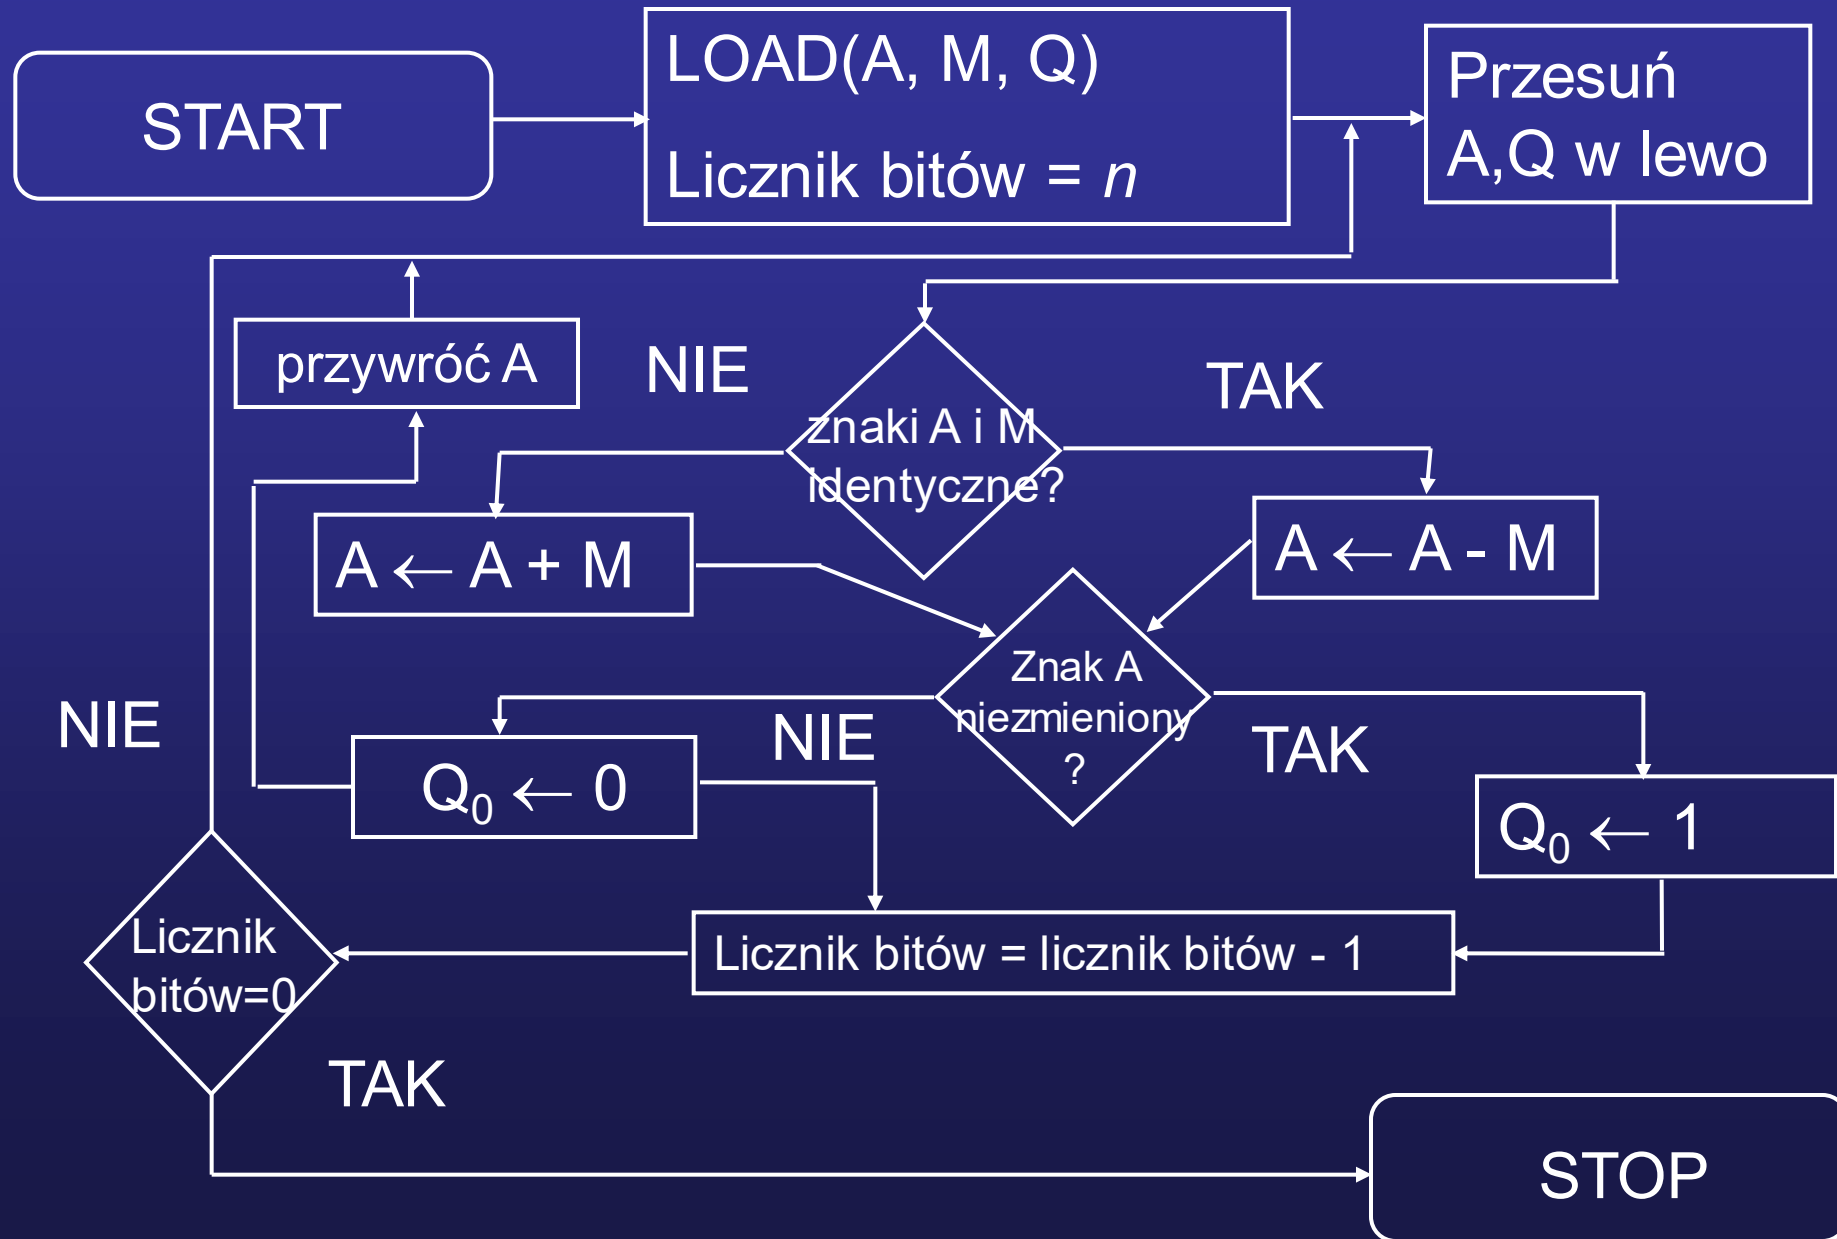 START
LOAD(A, M, Q)
Licznik bitów = n
Przesuń
A,Q w lewo
przywróć A
NIE
znaki A i M
identyczne?
TAK
A ← A + M
A ← A - M
Znak A
niezmieniony
?
NIE
NIE
TAK
Q₀ ← 0
Q₀ ← 1
Licznik
bitów=0
Licznik bitów = licznik bitów - 1
TAK
STOP